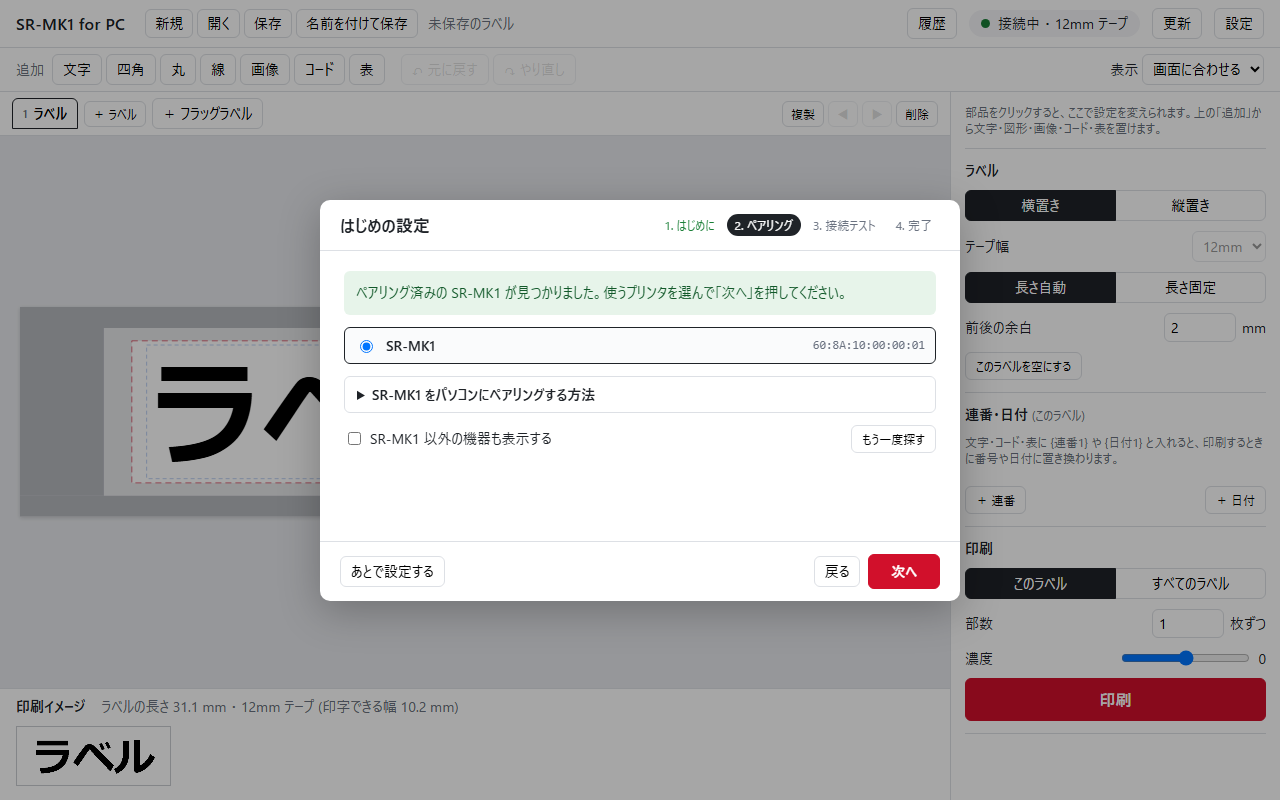 SR-MK1 for PC 新規 開く 保存 名前を付けて保存 未保存のラベル 履歴 接続中・12mm テープ 更新 設定
追加 文字 四角 丸 線 画像 コード 表 元に戻す やり直し 表示 画面に合わせる
1 ラベル + ラベル + フラッグラベル 複製 ◀ ▶ 削除
部品をクリックすると、ここで設定を変えられます。上の「追加」か
ら文字・図形・画像・コード・表を置けます。
ラベル
横置き 縦置き
テープ幅 12mm
長さ自動 長さ固定
前後の余白 2 mm
このラベルを空にする
連番・日付 (このラベル)
文字・コード・表に {連番1} や {日付1} と入れると、印刷するとき
に番号や日付に置き換わります。
+ 連番 + 日付
印刷
このラベル すべてのラベル
部数 1 枚ずつ
濃度 0
印刷
ラベ
はじめの設定 1. はじめに 2. ペアリング 3. 接続テスト 4. 完了
ペアリング済みの SR-MK1 が見つかりました。使うプリンタを選んで「次へ」を押してください。
SR-MK1 60:8A:10:00:00:01
▶ SR-MK1 をパソコンにペアリングする方法
SR-MK1 以外の機器も表示する もう一度探す
あとで設定する 戻る 次へ
印刷イメージ ラベルの長さ 31.1 mm・12mm テープ (印字できる幅 10.2 mm)
ラベル